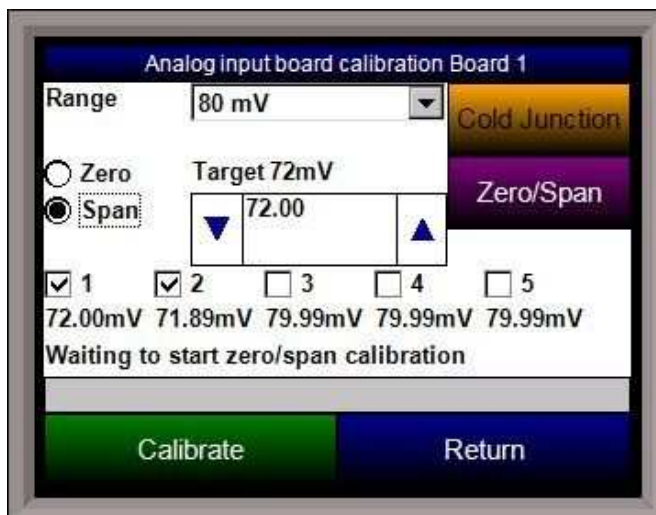 Analog input board calibration Board 1
Range
80 mV
Cold Junction
Zero
Target 72mV
Zero/Span
Span
72.00
1 2 3 4 5
72.00mV 71.89mV 79.99mV 79.99mV 79.99mV
Waiting to start zero/span calibration
Calibrate
Return